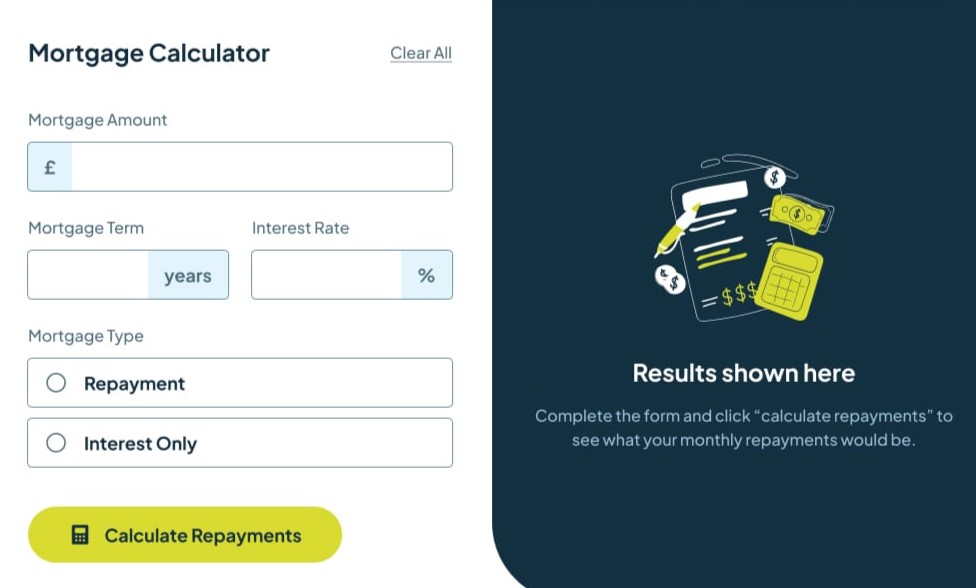 Mortgage Calculator
Clear All
Mortgage Amount
£
Mortgage Term
Interest Rate
years
%
Mortgage Type
Repayment
Interest Only
Calculate Repayments
$
$
$
$$$
Results shown here
Complete the form and click “calculate repayments” to
see what your monthly repayments would be.